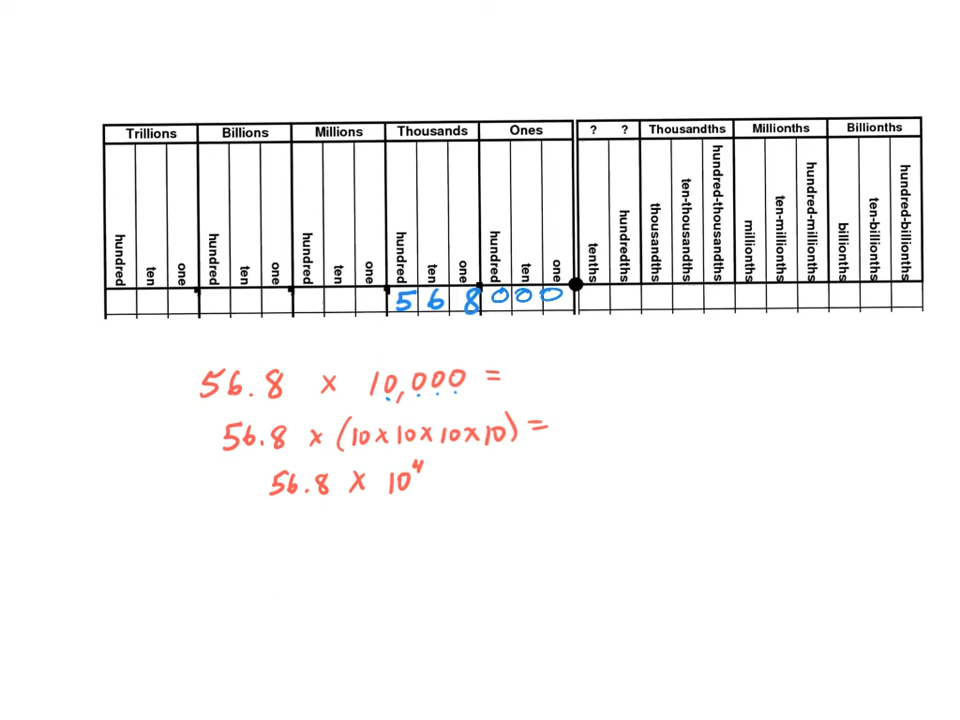 Trillions Billions Millions Thousands Ones ? ? Thousandths Millionths Billionths
hundred ten one hundred ten one hundred ten one hundred ten one hundred ten one tenths hundredths thousandths ten-thousandths hundred-thousandths millionths ten-millionths hundred-millionths billionths ten-billionths hundred-billionths
5 6 8 0 0 0
56.8 x 10,000 =
56.8 x (10 x 10 x 10 x 10) =
56.8 x 10⁴